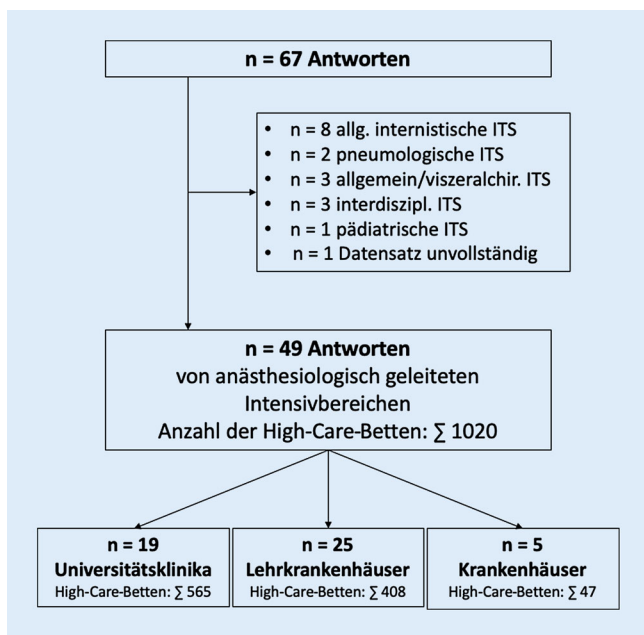 n = 67 Antworten
• n = 8 allg. internistische ITS
• n = 2 pneumologische ITS
• n = 3 allgemein/viszeralchir. ITS
• n = 3 interdiszipl. ITS
• n = 1 pädiatrische ITS
• n = 1 Datensatz unvollständig
n = 49 Antworten
von anästhesiologisch geleiteten
Intensivbereichen
Anzahl der High-Care-Betten: ∑ 1020
n = 19
Universitätsklinika
High-Care-Betten: ∑ 565
n = 25
Lehrkrankenhäuser
High-Care-Betten: ∑ 408
n = 5
Krankenhäuser
High-Care-Betten: ∑ 47